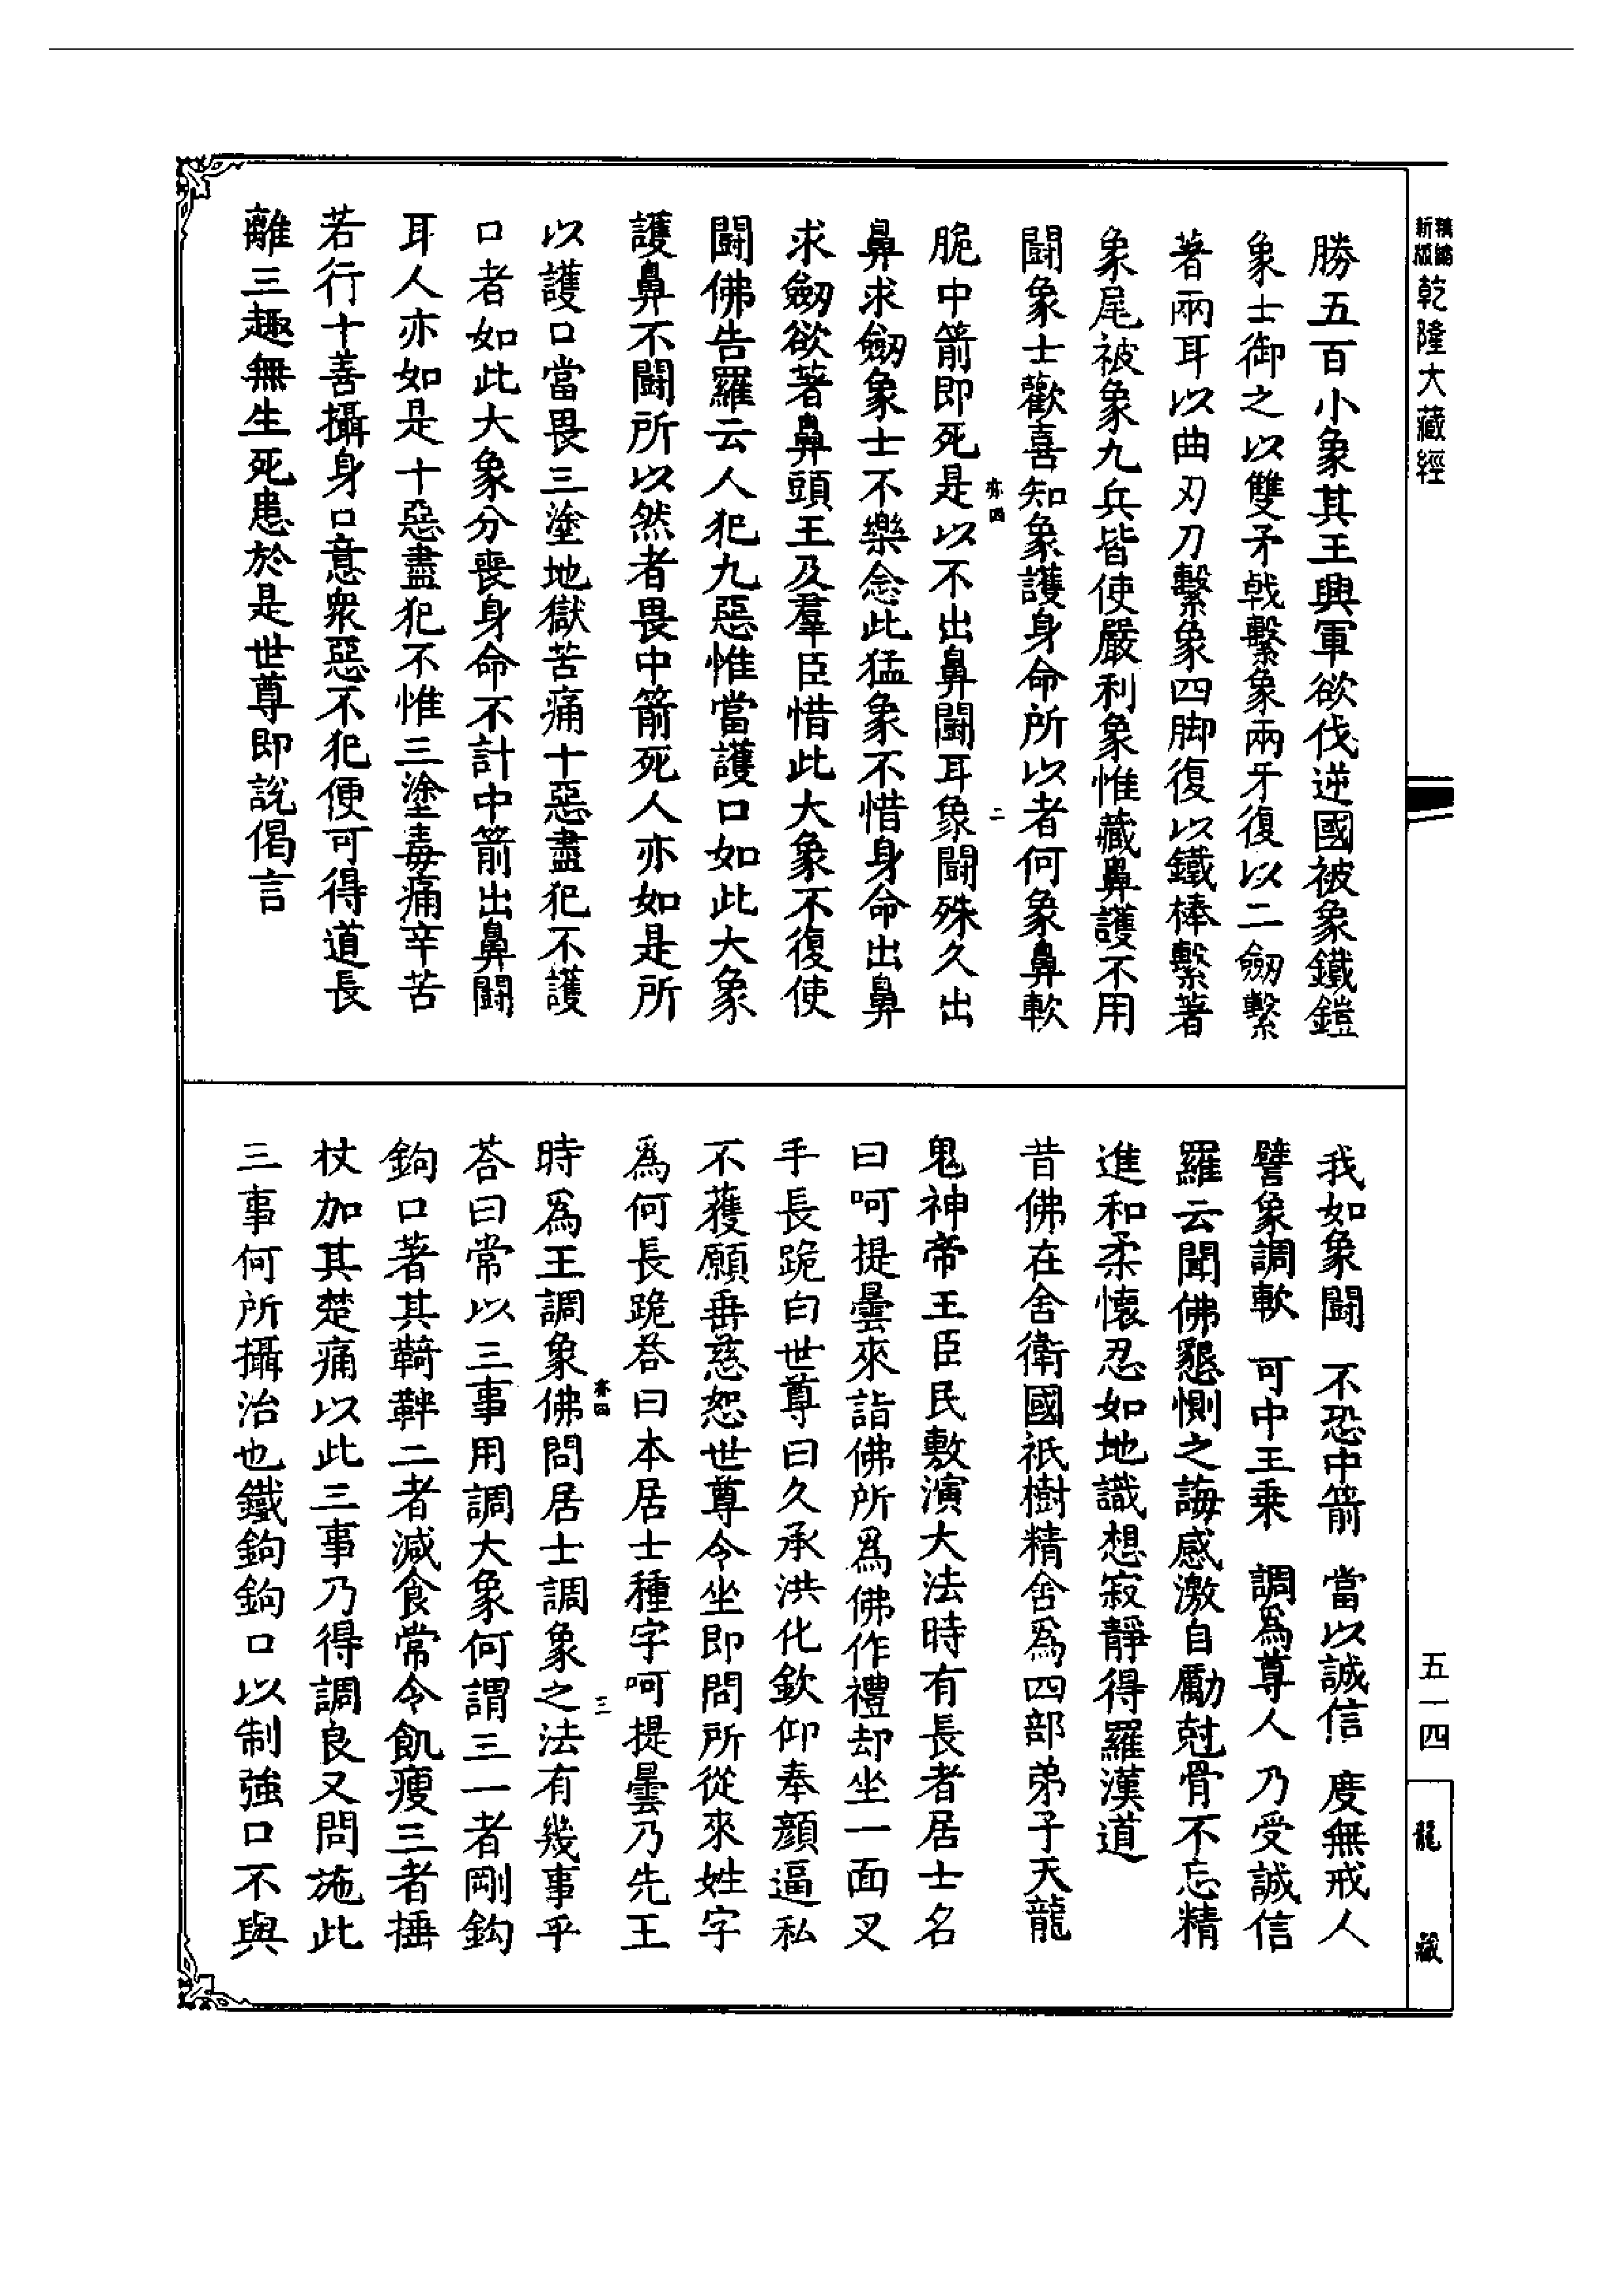 新編縮版乾隆大藏經
勝五百小象其王興軍欲伐逆國被象鐵鎧
象士御之以雙矛戟繫象兩牙復以二劒繫
著兩耳以曲刃刀繫象四脚復以鐵棒繫著
象尾被象九兵皆使嚴利象惟藏鼻護不用
鬪象士歡喜知象護身命所以者何象鼻軟
脆中箭即死是以不出鼻鬪耳象鬪殊久出
亦四
二
鼻求劒象士不樂念此猛象不惜身命出鼻
求劒欲著鼻頭王及羣臣惜此大象不復使
鬪佛告羅云人犯九惡惟當護口如此大象
護鼻不鬪所以然者畏中箭死人亦如是所
以護口當畏三塗地獄苦痛十惡盡犯不護
口者如此大象分喪身命不計中箭出鼻鬪
耳人亦如是十惡盡犯不惟三塗毒痛辛苦
若行十善攝身口意衆惡不犯便可得道長
離三趣無生死患於是世尊即說偈言
我如象鬪　不恐中箭　當以誠信　度無戒人
譬象調軟　可中王乘　調爲尊人　乃受誠信
羅云聞佛懇惻之誨感激自勵尅骨不忘精
進和柔懷忍如地識想寂靜得羅漢道
昔佛在舍衛國祇樹精舍爲四部弟子天龍
鬼神帝王臣民敷演大法時有長者居士名
曰呵提曇來詣佛所爲佛作禮却坐一面叉
手長跪白世尊曰久承洪化欽仰奉顏逼私
不獲願垂慈恕世尊令坐即問所從來姓字
爲何長跪荅曰本居士種字呵提曇乃先王
時爲王調象佛問居士調象之法有幾事乎
亦四
三
荅曰常以三事用調大象何謂三一者剛鉤
鉤口著其鞿靽二者減食常令飢瘦三者捶
杖加其楚痛以此三事乃得調良又問施此
三事何所攝治也鐵鉤鉤口以制強口不與
五一四
龍藏